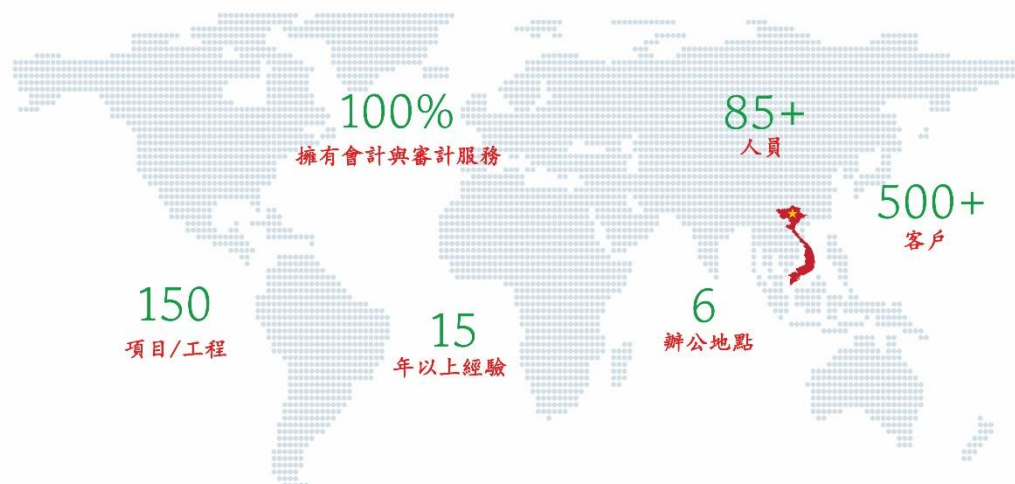 100%
擁有會計與審計服務
85+
人員
500+
客戶
150
項目/工程
15
年以上經驗
6
辦公地點